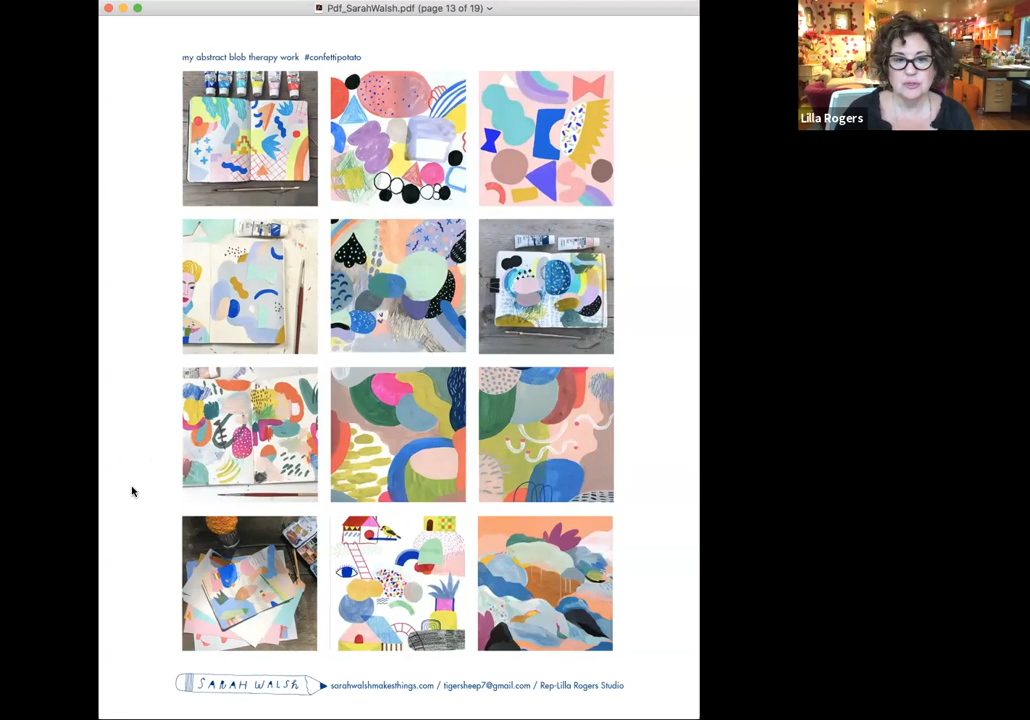 Pdf_SarahWalsh.pdf (page 13 of 19)
Lilla Rogers
my abstract blob therapy work #confettipotato
SARAH WALSH
sarahwalshmakesthings.com / tigersheep7@gmail.com / Rep-Lilla Rogers Studio